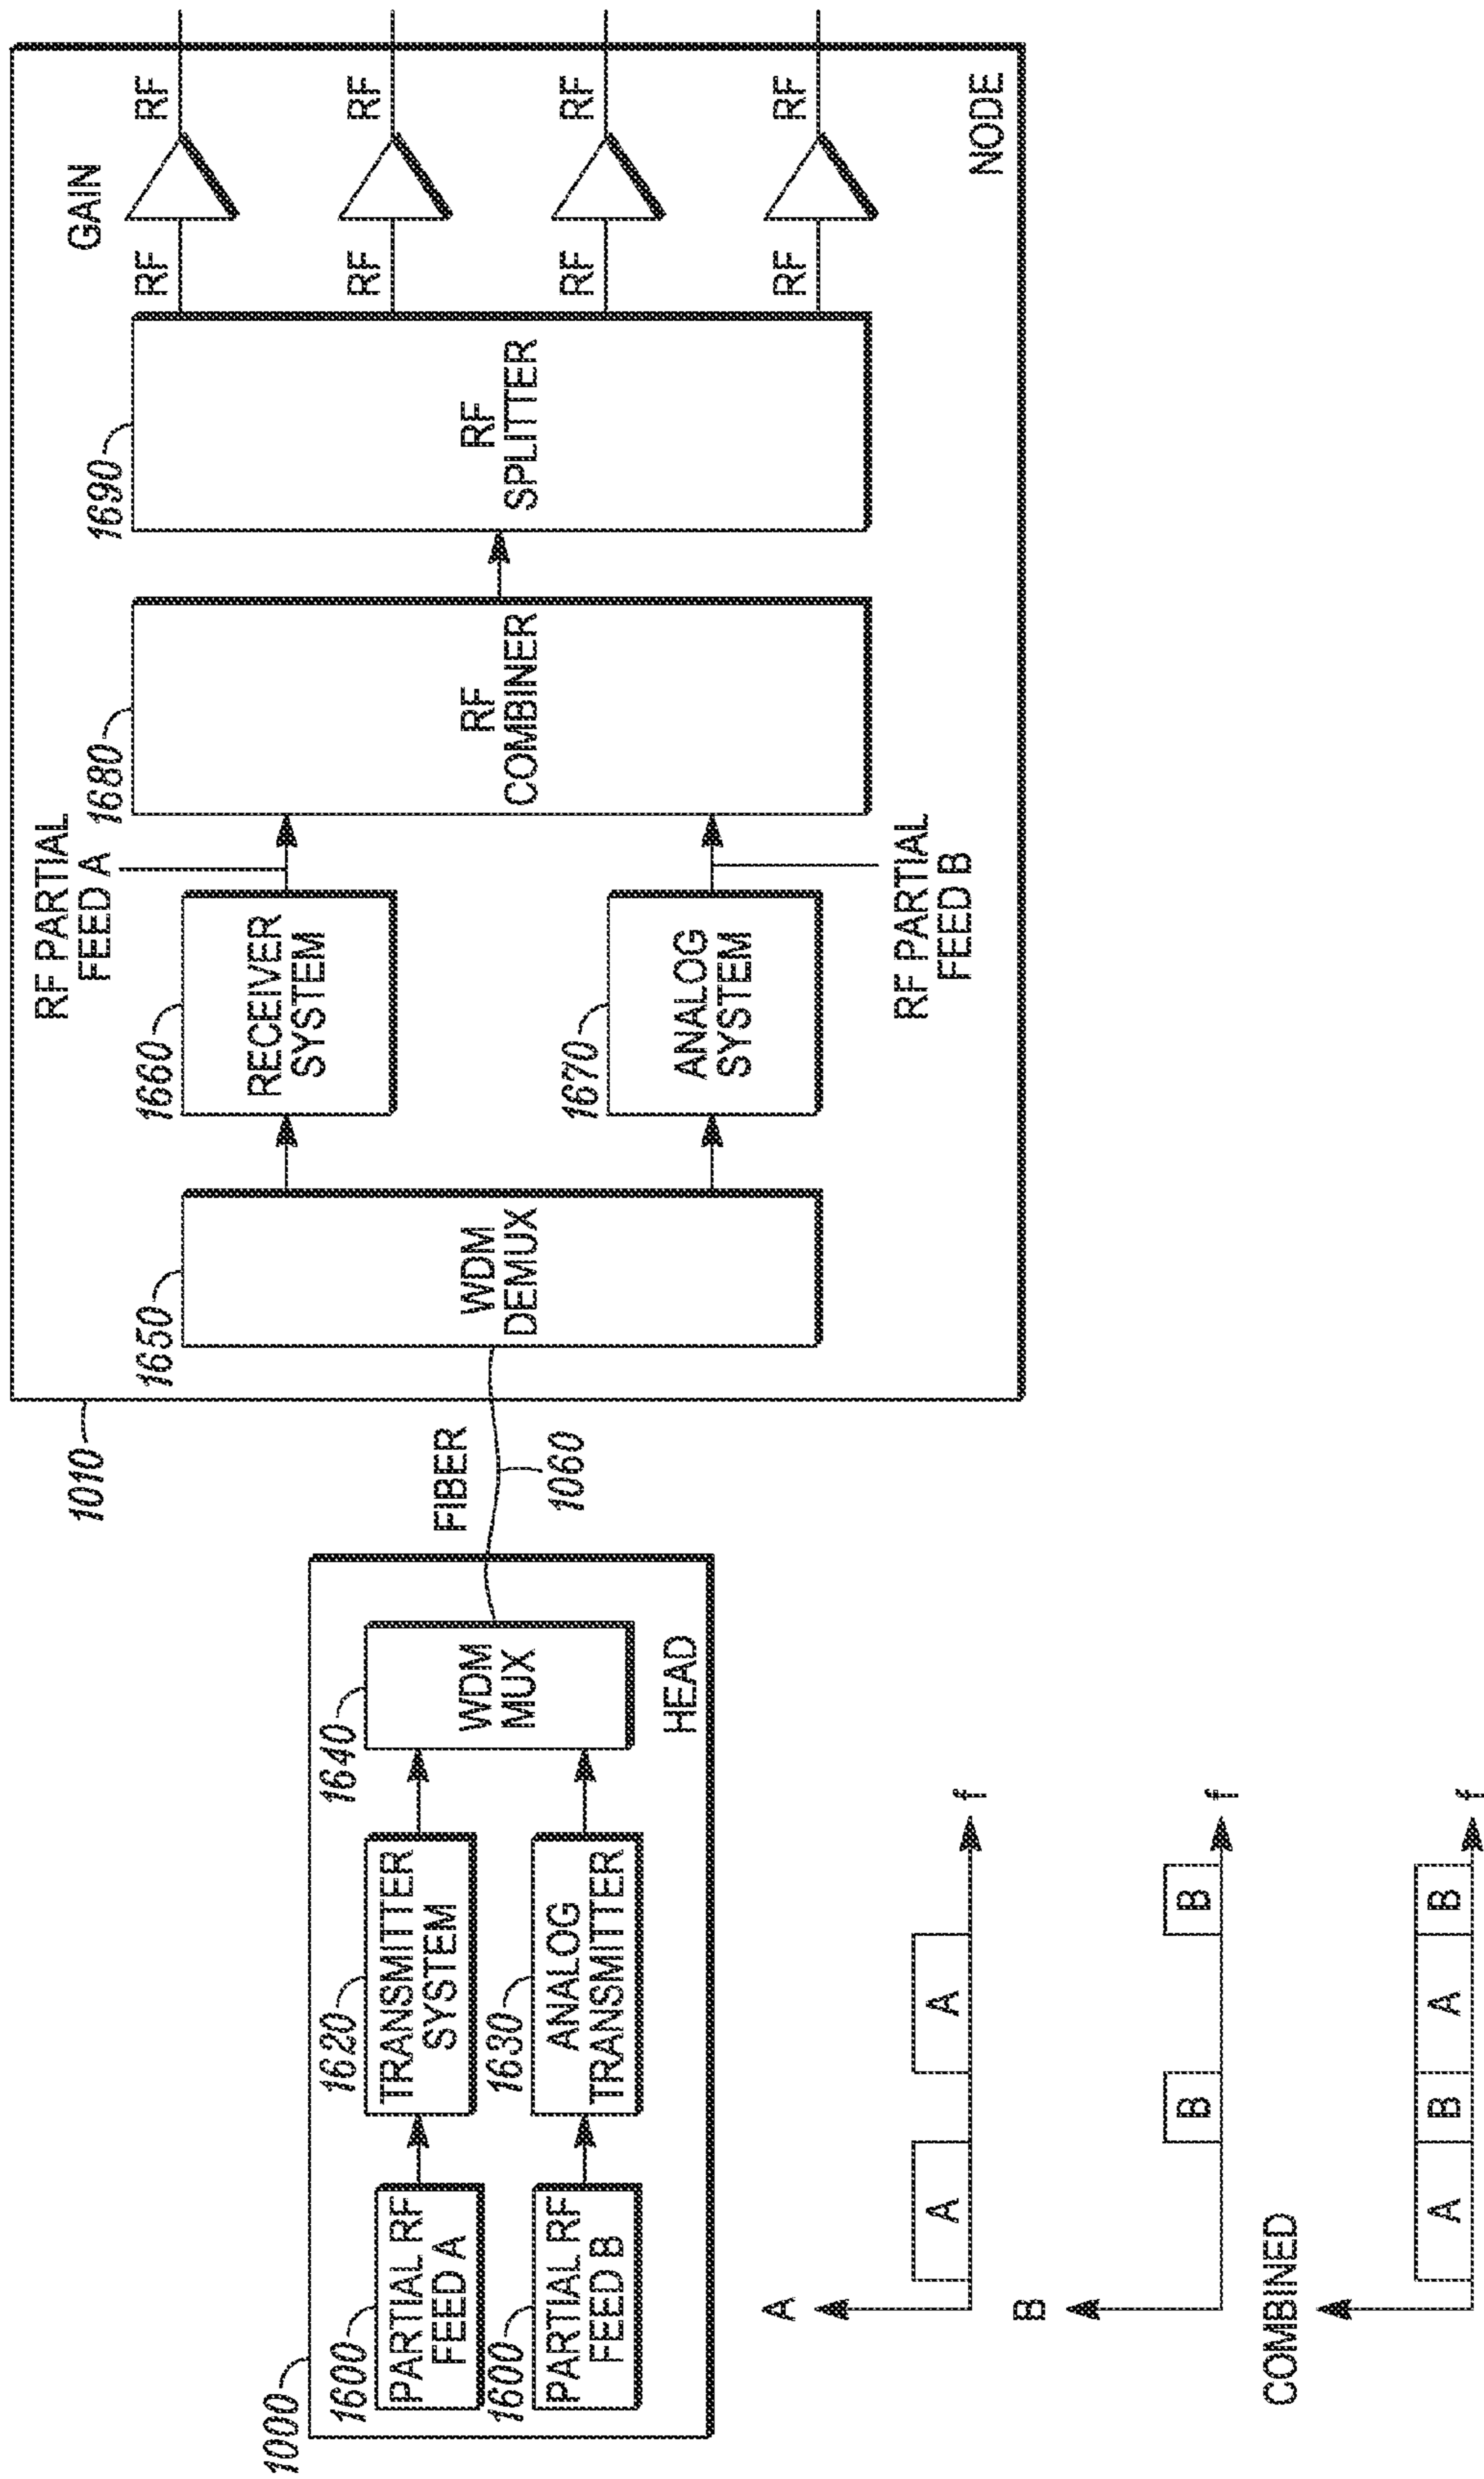 1000
1600
PARTIAL RF
FEED A
1600
PARTIAL RF
FEED B
1620
TRANSMITTER
SYSTEM
1630
ANALOG
TRANSMITTER
1640
WDM
MUX
HEAD
FIBER
1060
1010
1650
WDM
DEMUX
1660
RECEIVER
SYSTEM
1670
ANALOG
SYSTEM
RF PARTIAL
FEED A
RF PARTIAL
FEED B
1680
RF
COMBINER
1690
RF
SPLITTER
GAIN
RF
RF
RF
RF
RF
RF
RF
RF
NODE
A
A
A
f
B
B
B
f
COMBINED
A
B
A
B
f